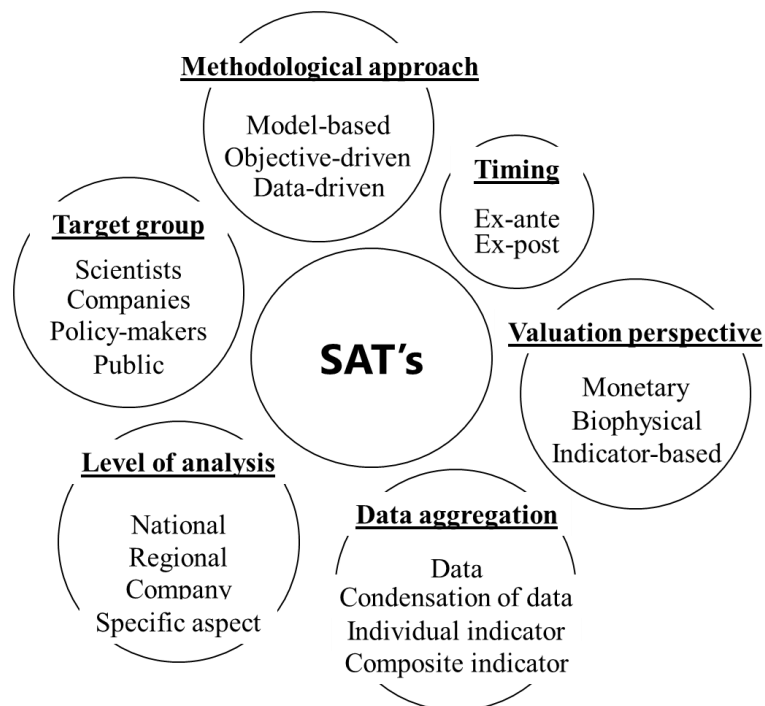 Methodological approach
Model-based
Objective-driven
Data-driven
Timing
Ex-ante
Ex-post
Target group
Scientists
Companies
Policy-makers
Public
SAT's
Valuation perspective
Monetary
Biophysical
Indicator-based
Level of analysis
National
Regional
Company
Specific aspect
Data aggregation
Data
Condensation of data
Individual indicator
Composite indicator